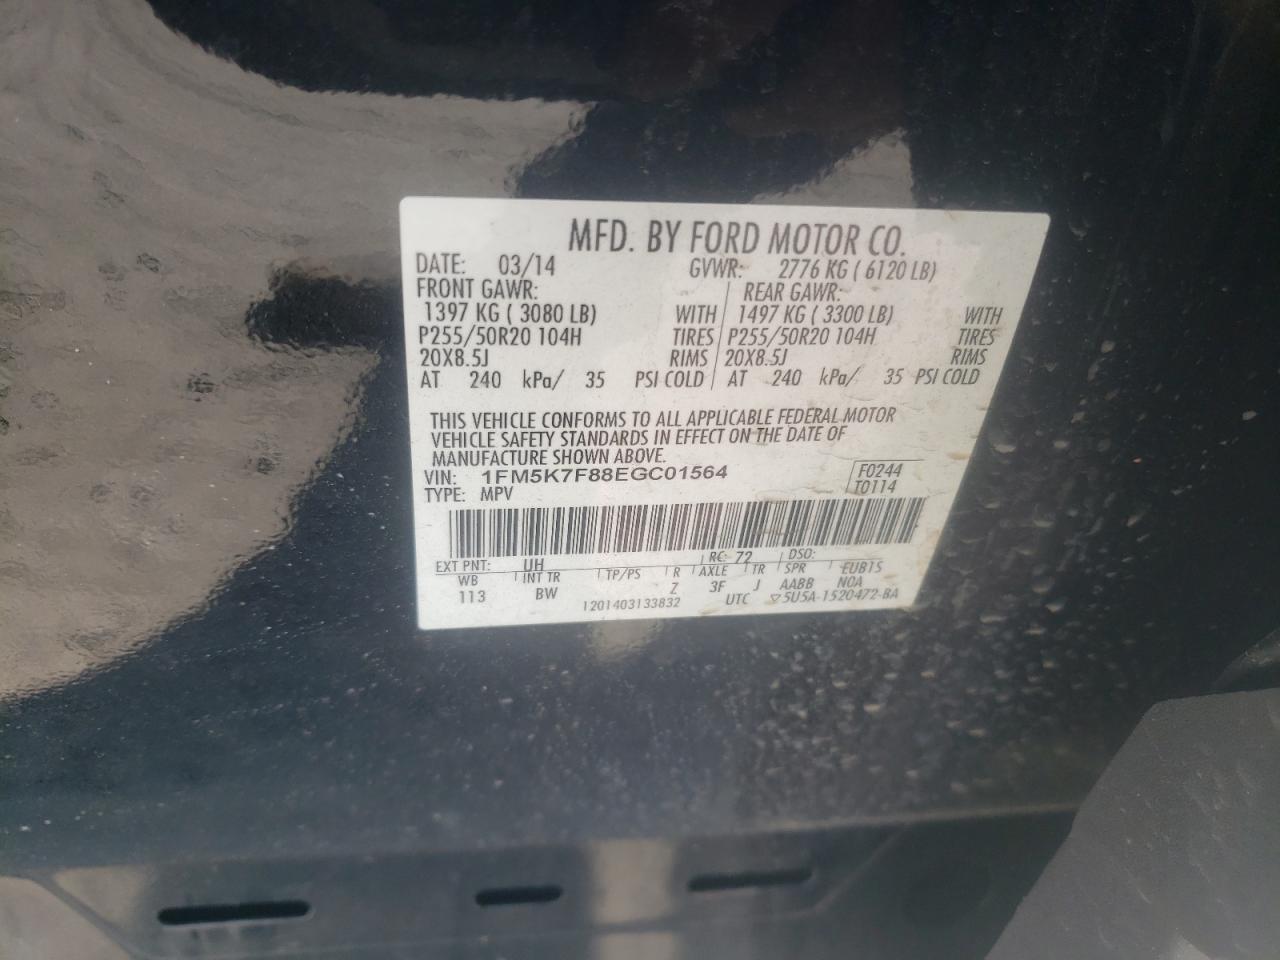 MFD. BY FORD MOTOR CO.
DATE: 03/14 GVWR: 2776 KG ( 6120 LB)
FRONT GAWR: REAR GAWR:
1397 KG ( 3080 LB) WITH 1497 KG ( 3300 LB) WITH
P255/50R20 104H TIRES P255/50R20 104H TIRES
20X8.5J RIMS 20X8.5J RIMS
AT 240 kPa/ 35 PSI COLD AT 240 kPa/ 35 PSI COLD
THIS VEHICLE CONFORMS TO ALL APPLICABLE FEDERAL MOTOR
VEHICLE SAFETY STANDARDS IN EFFECT ON THE DATE OF
MANUFACTURE SHOWN ABOVE.
VIN: 1FM5K7F88EGC01564 F0244
TYPE: MPV T0114
EXT PNT: UH RC: 72 DSO:
WB INT TR TP/PS R AXLE TR SPR EUB1S
113 BW Z 3F J AABB NOA
1201403133832 UTC ▽5U5A-1520472-BA